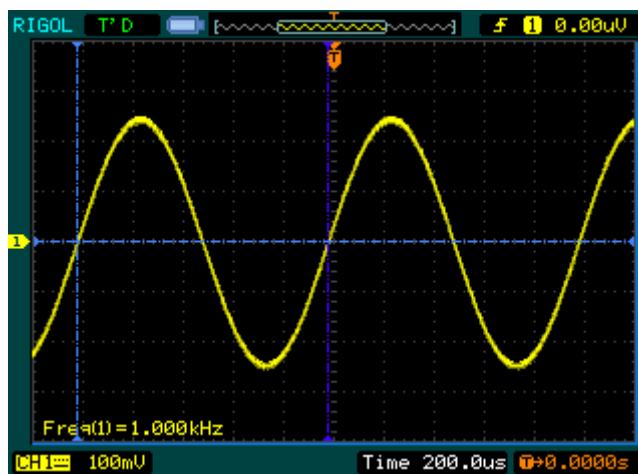 RIGOL T'D T 1 0.00uV
T
1
Freq(1)=1.000kHz
CH1 100mV Time 200.0us T→0.0000s